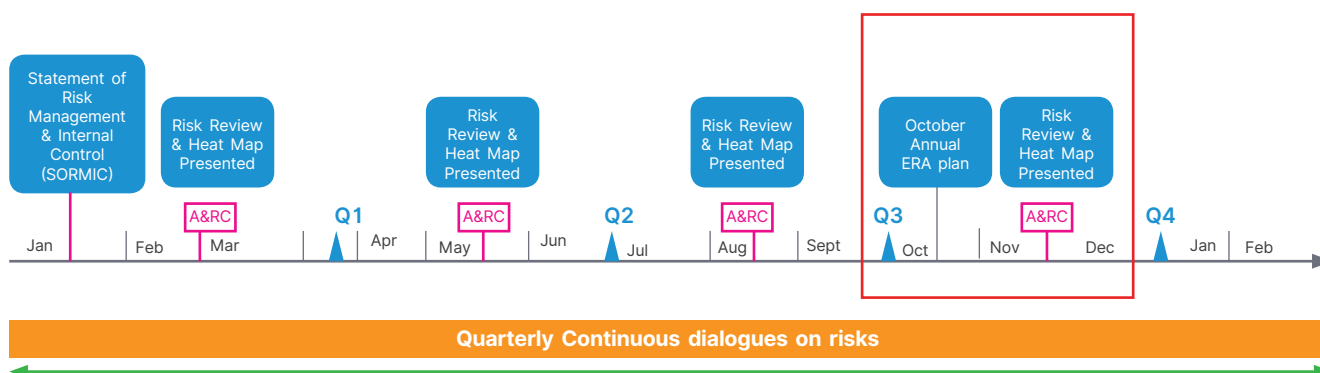 Statement of
Risk
Management
& Internal
Control
(SORMIC)
Risk Review
& Heat Map
Presented
Risk
Review &
Heat Map
Presented
Risk Review
& Heat Map
Presented
October
Annual
ERA plan
Risk
Review &
Heat Map
Presented
A&RC
Q1
A&RC
Q2
A&RC
Q3
A&RC
Q4
Jan
Feb
Mar
Apr
May
Jun
Jul
Aug
Sept
Oct
Nov
Dec
Jan
Feb
Quarterly Continuous dialogues on risks